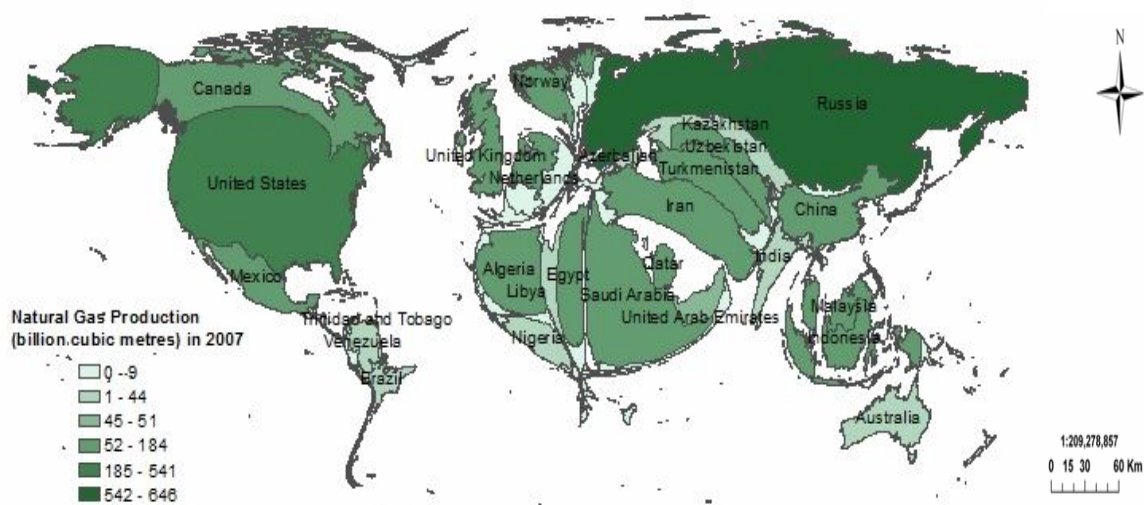 N
Norway
Canada
Russia
Kazakhstan
Uzbekistan
United Kingdom
Azerbaijan
Turkmenistan
Netherlands
United States
Iran
China
Mexico
Algeria
Egypt
Qatar
India
Libya
Saudi Arabia
United Arab Emirates
Malaysia
Trinidad and Tobago
Venezuela
Nigeria
Indonesia
Brazil
Australia
Natural Gas Production
(billion cubic metres) in 2007
0 - 9
1 - 44
45 - 51
52 - 184
185 - 541
542 - 646
1:209,278,857
0 15 30 60 Km